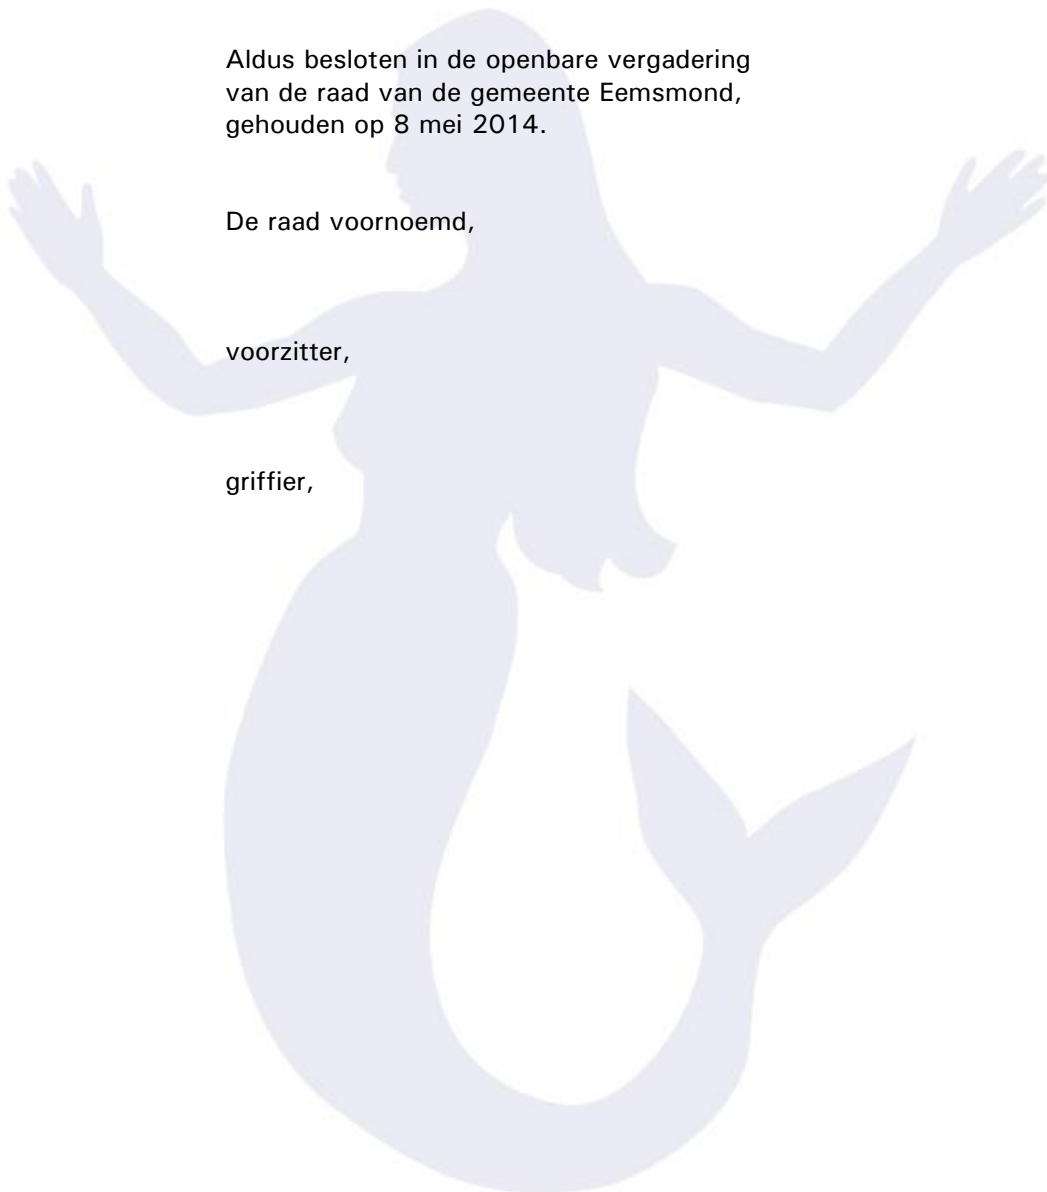 Aldus besloten in de openbare vergadering
van de raad van de gemeente Eemsmond,
gehouden op 8 mei 2014.
De raad voornoemd,
voorzitter,
griffier,